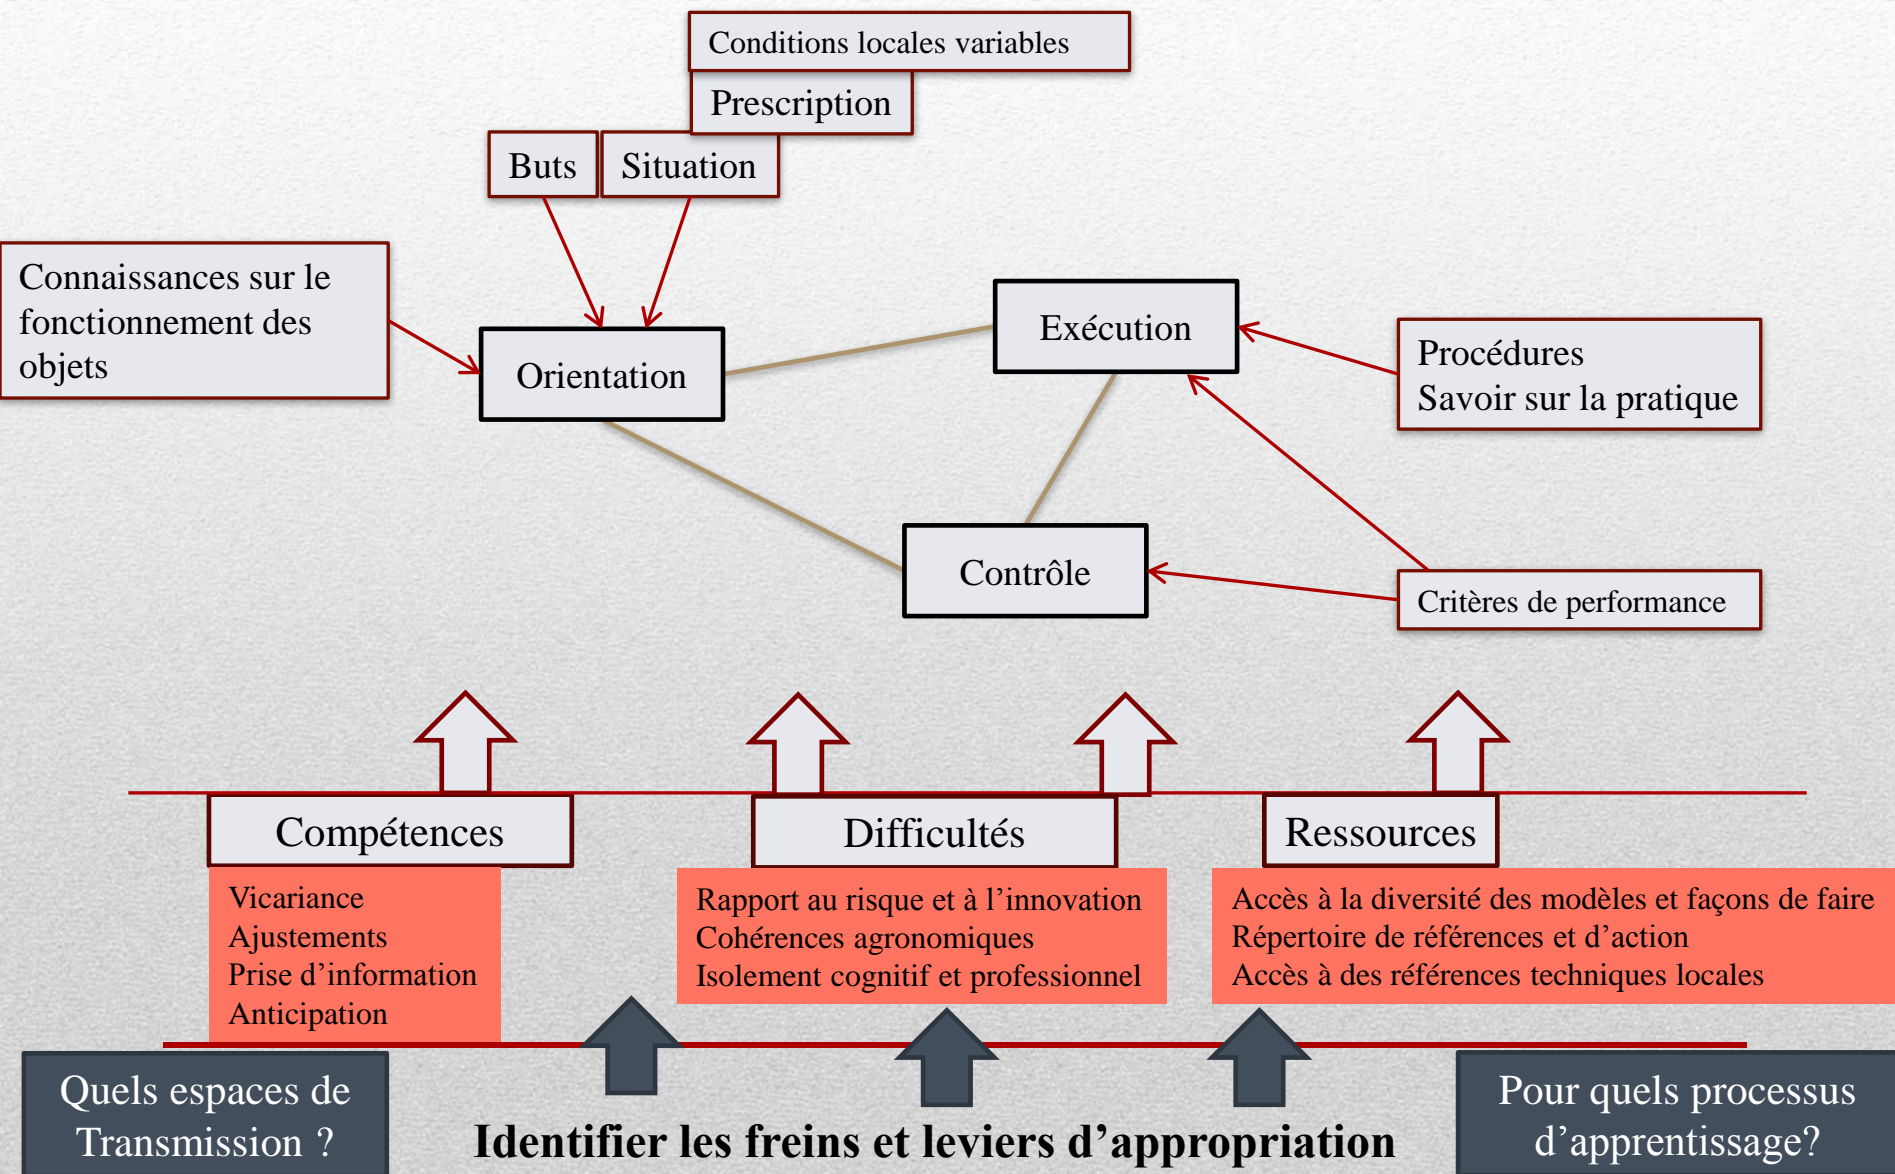 Conditions locales variables
Prescription
Buts
Situation
Connaissances sur le
fonctionnement des
objets
Orientation
Exécution
Procédures
Savoir sur la pratique
Contrôle
Critères de performance
Compétences
Difficultés
Ressources
Vicariance
Ajustements
Prise d’information
Anticipation
Rapport au risque et à l’innovation
Cohérences agronomiques
Isolement cognitif et professionnel
Accès à la diversité des modèles et façons de faire
Répertoire de références et d’action
Accès à des références techniques locales
Quels espaces de
Transmission ?
Identifier les freins et leviers d’appropriation
Pour quels processus
d’apprentissage?